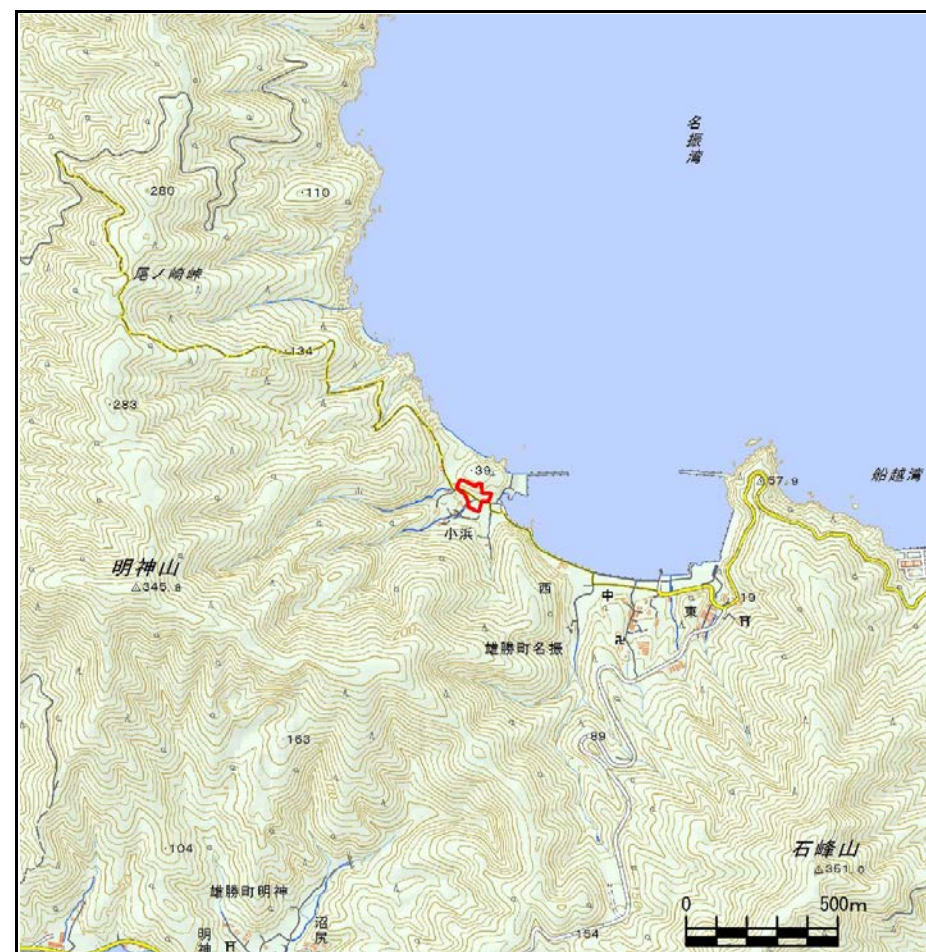 名振湾
100
280
110
尾ノ崎峠
134
283
39
57.9
船越湾
小浜
明神山
345.8
西
中
東
19
雄勝町名振
163
89
104
石峰山
雄勝町明神
沼尻
明神
154
0
500m